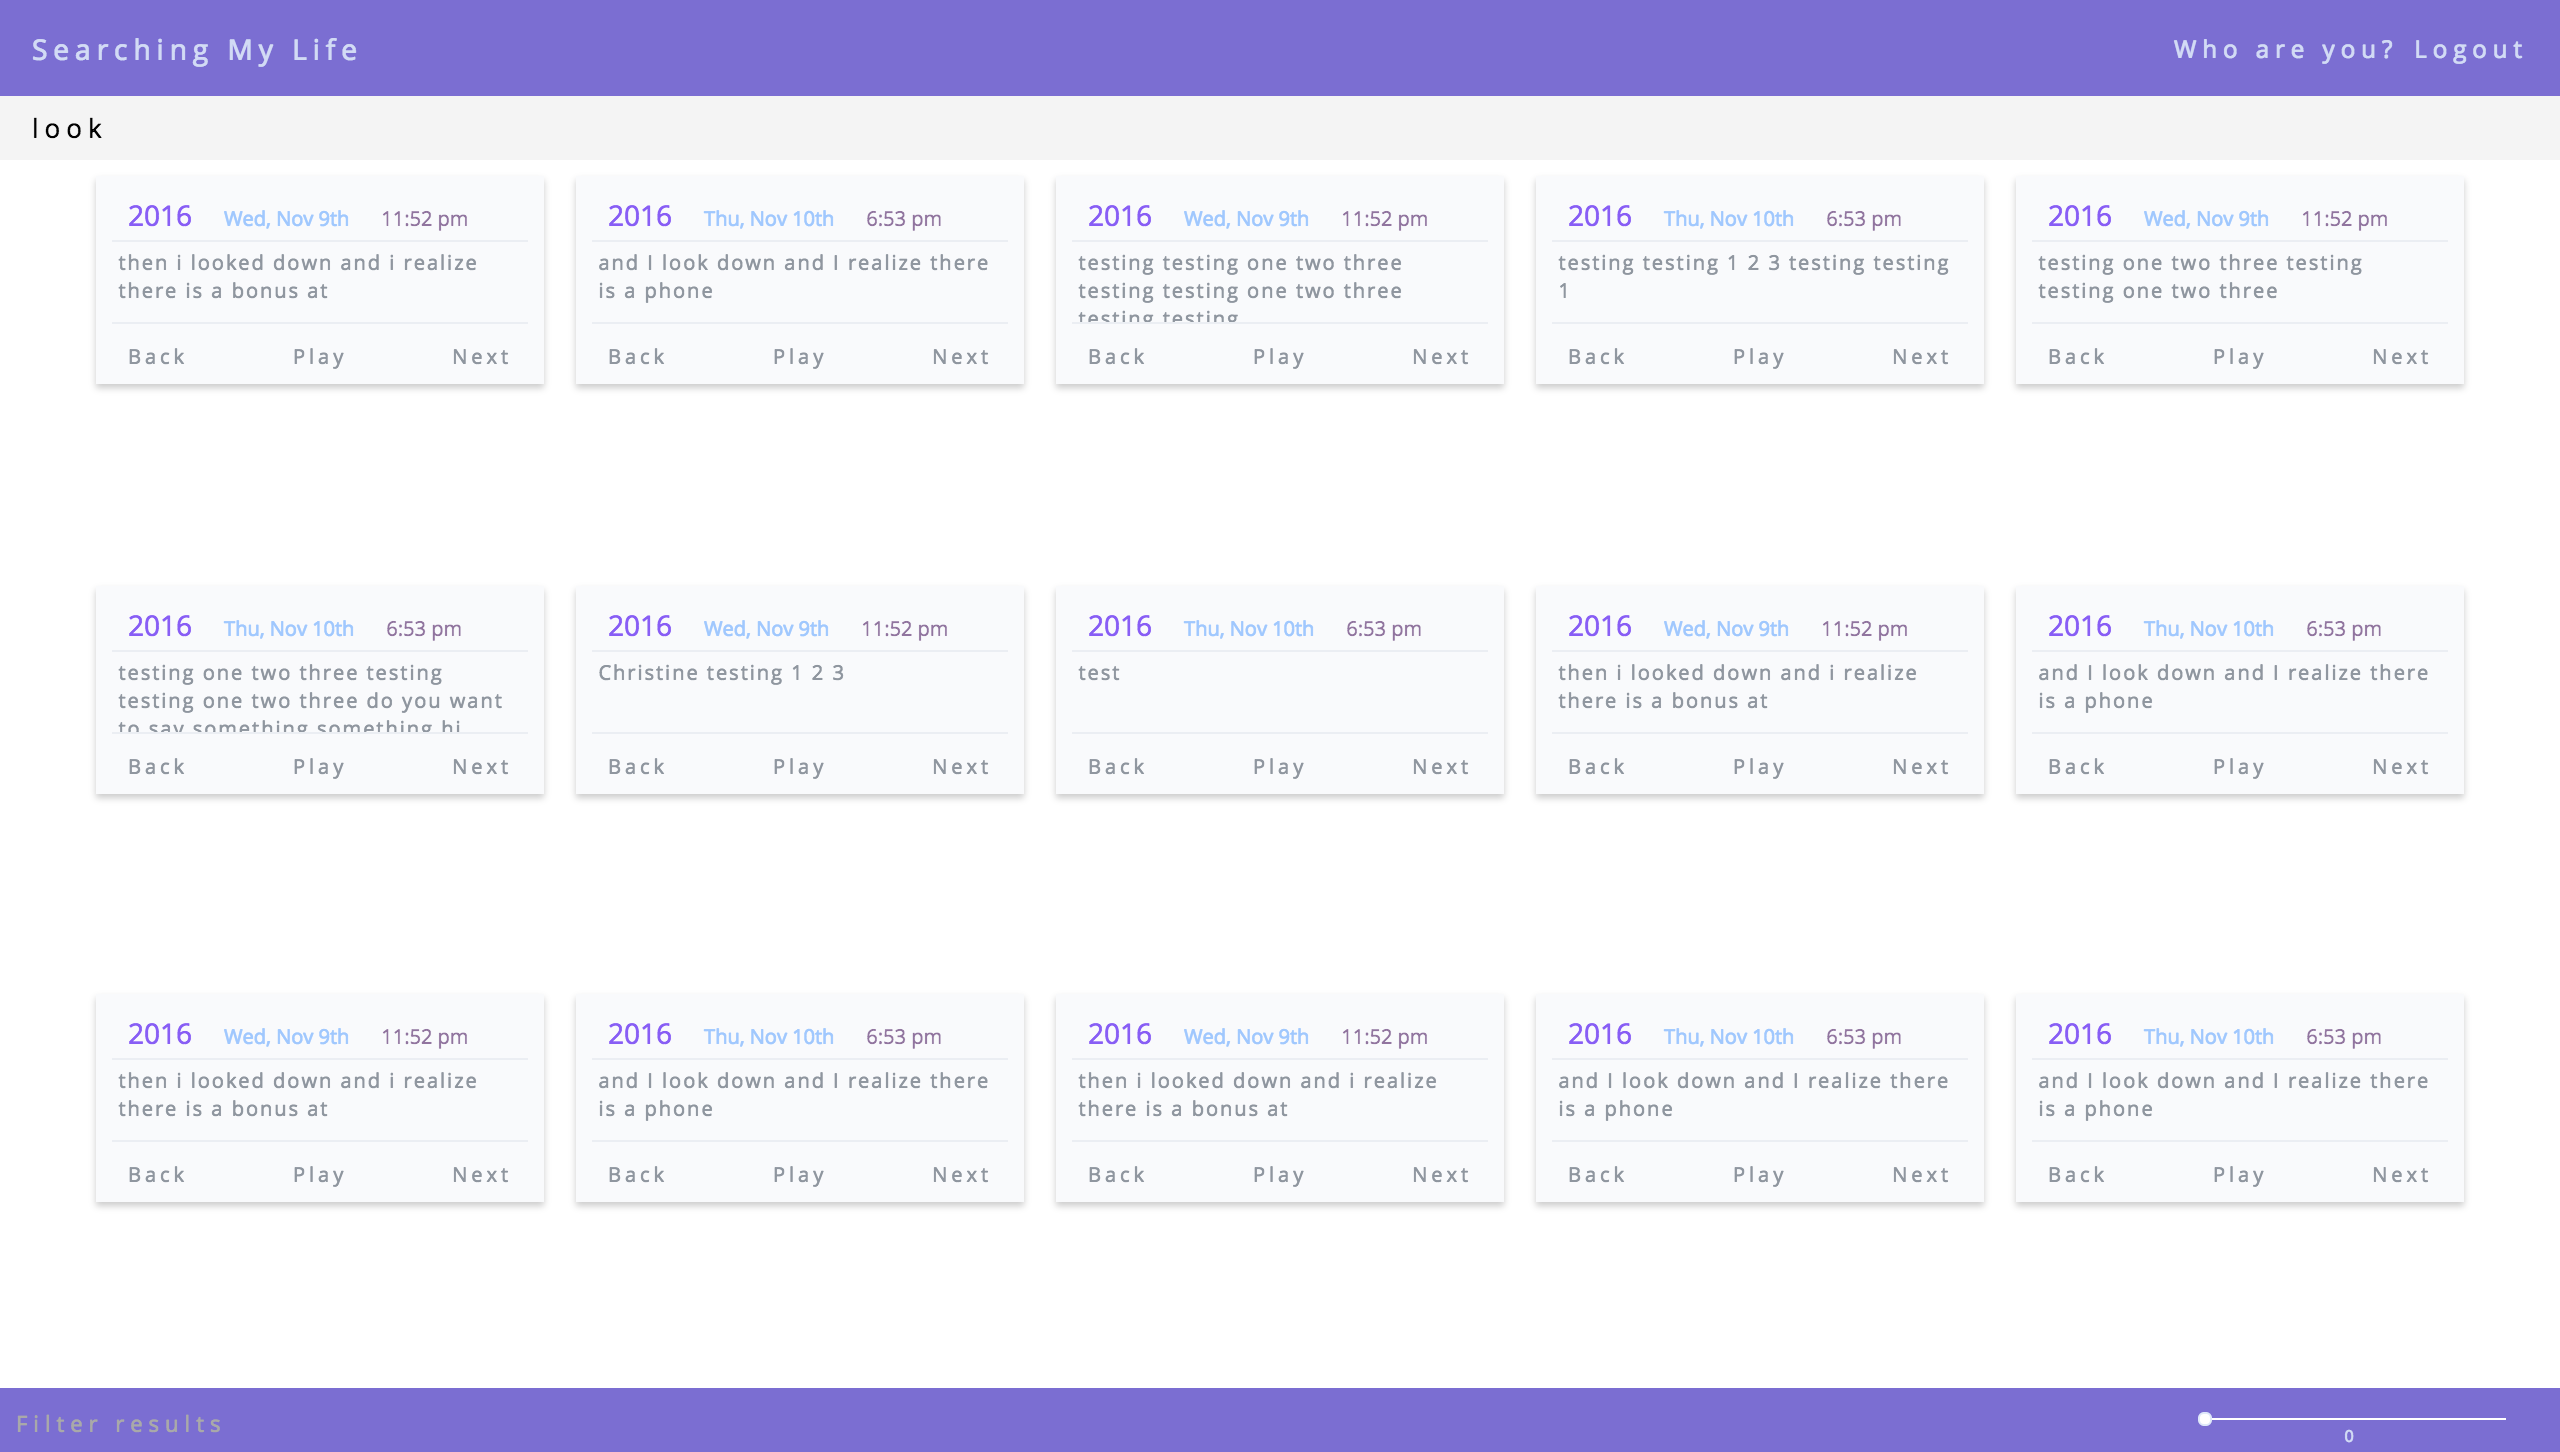 Searching My Life
Who are you? Logout
look
2016 Wed, Nov 9th 11:52 pm
then i looked down and i realize
there is a bonus at
Back Play Next
2016 Thu, Nov 10th 6:53 pm
and I look down and I realize there
is a phone
Back Play Next
2016 Wed, Nov 9th 11:52 pm
testing testing one two three
testing testing one two three
testing testing
Back Play Next
2016 Thu, Nov 10th 6:53 pm
testing testing 1 2 3 testing testing
1
Back Play Next
2016 Wed, Nov 9th 11:52 pm
testing one two three testing
testing one two three
Back Play Next
2016 Thu, Nov 10th 6:53 pm
testing one two three testing
testing one two three do you want
to say something something hi
Back Play Next
2016 Wed, Nov 9th 11:52 pm
Christine testing 1 2 3
Back Play Next
2016 Thu, Nov 10th 6:53 pm
test
Back Play Next
2016 Wed, Nov 9th 11:52 pm
then i looked down and i realize
there is a bonus at
Back Play Next
2016 Thu, Nov 10th 6:53 pm
and I look down and I realize there
is a phone
Back Play Next
2016 Wed, Nov 9th 11:52 pm
then i looked down and i realize
there is a bonus at
Back Play Next
2016 Thu, Nov 10th 6:53 pm
and I look down and I realize there
is a phone
Back Play Next
2016 Wed, Nov 9th 11:52 pm
then i looked down and i realize
there is a bonus at
Back Play Next
2016 Thu, Nov 10th 6:53 pm
and I look down and I realize there
is a phone
Back Play Next
2016 Thu, Nov 10th 6:53 pm
and I look down and I realize there
is a phone
Back Play Next
Filter results
0